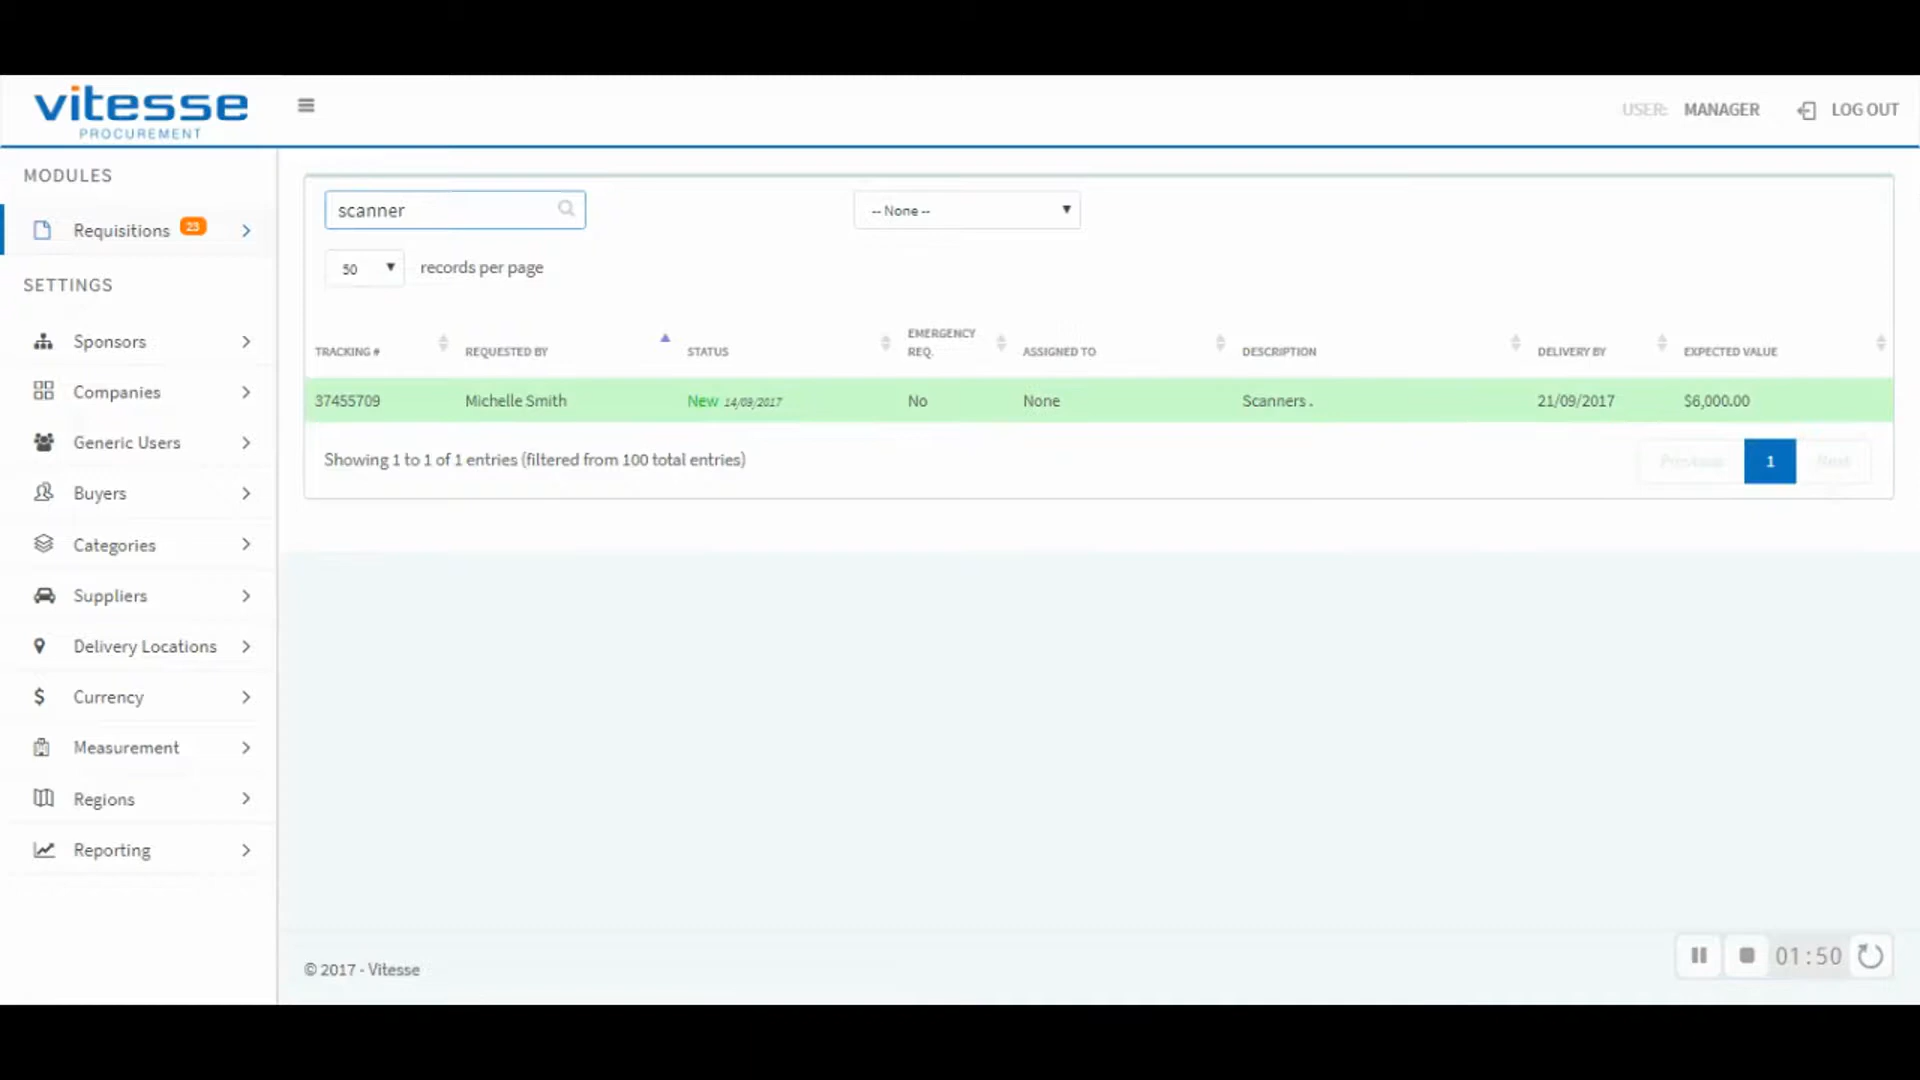 vitesse
PROCUREMENT
USER: MANAGER LOG OUT
MODULES
Requisitions 23
SETTINGS
Sponsors
Companies
Generic Users
Buyers
Categories
Suppliers
Delivery Locations
Currency
Measurement
Regions
Reporting
scanner
-- None --
50 records per page
TRACKING # REQUESTED BY STATUS EMERGENCY REQ. ASSIGNED TO DESCRIPTION DELIVERY BY EXPECTED VALUE
37455709 Michelle Smith New 14/09/2017 No None Scanners . 21/09/2017 $6,000.00
Showing 1 to 1 of 1 entries (filtered from 100 total entries)
Previous 1 Next
© 2017 - Vitesse
01:50